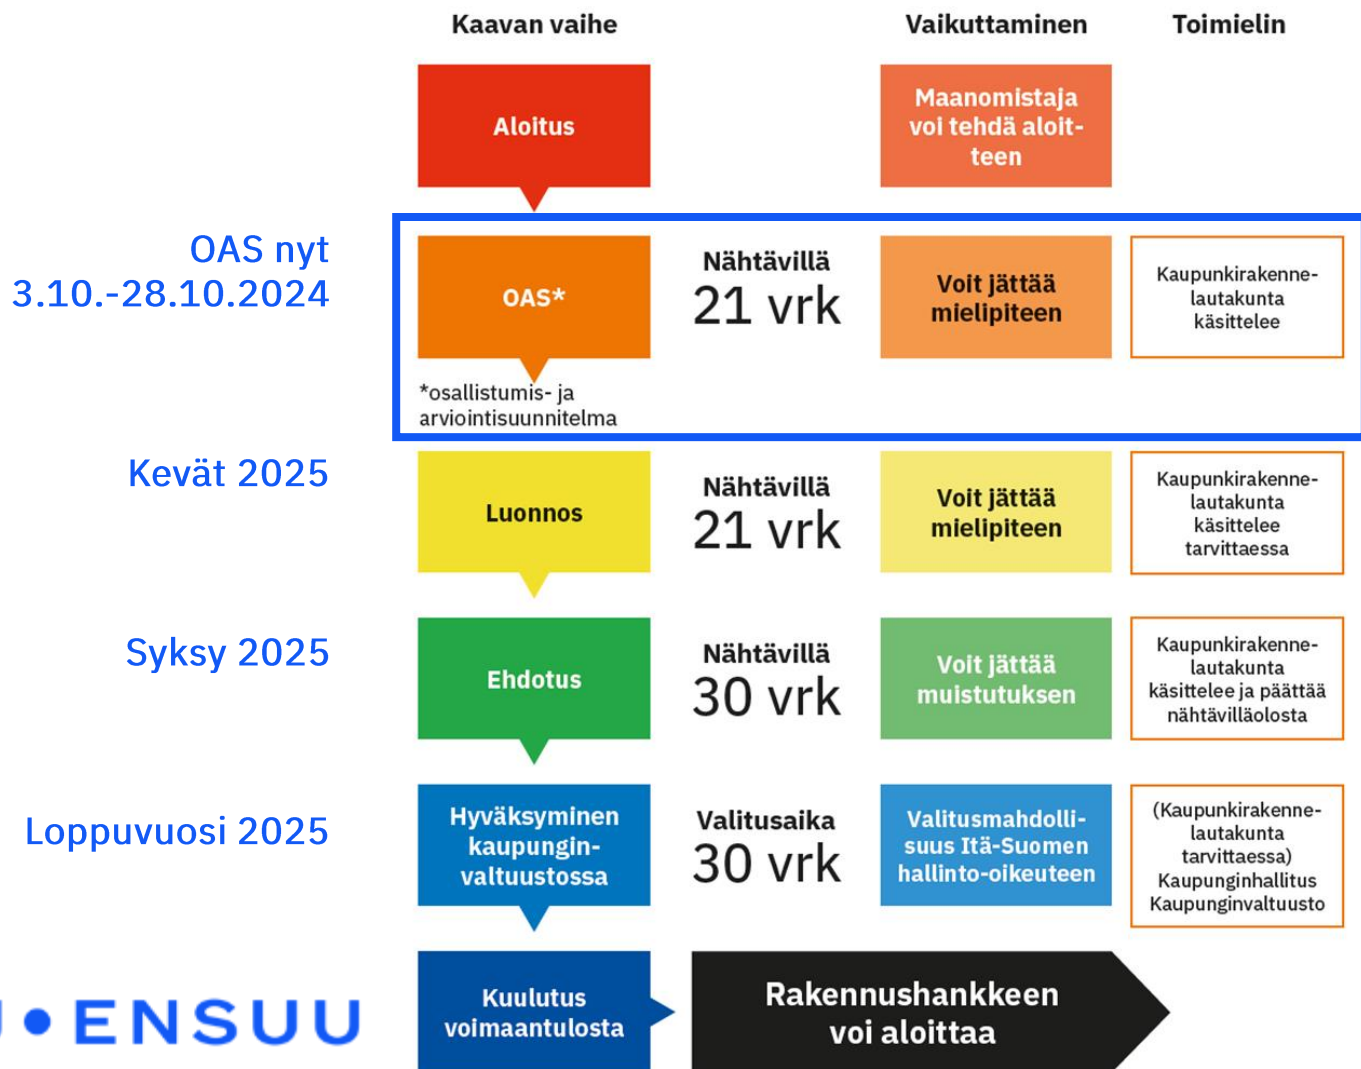 Kaavan vaihe
Vaikuttaminen
Toimielin
Aloitus
Maanomistaja
voi tehdä aloit-
teen
OAS nyt
3.10.-28.10.2024
OAS*
Nähtävillä
21 vrk
Voit jättää
mielipiteen
Kaupunkirakenne-
lautakunta
käsittelee
*osallistumis- ja
arviointisuunnitelma
Kevät 2025
Luonnos
Nähtävillä
21 vrk
Voit jättää
mielipiteen
Kaupunkirakenne-
lautakunta
käsittelee
tarvittaessa
Syksy 2025
Ehdotus
Nähtävillä
30 vrk
Voit jättää
muistutuksen
Kaupunkirakenne-
lautakunta
käsittelee ja päättää
nähtävilläolosta
Loppuvuosi 2025
Hyväksyminen
kaupungin-
valtuustossa
Valitusaika
30 vrk
Valitusmahdolli-
suus Itä-Suomen
hallinto-oikeuteen
(Kaupunkirakenne-
lautakunta
tarvittaessa)
Kaupunginhallitus
Kaupunginvaltuusto
J•ENSUU
Kuulutus
voimaantulosta
Rakennushankkeen
voi aloittaa